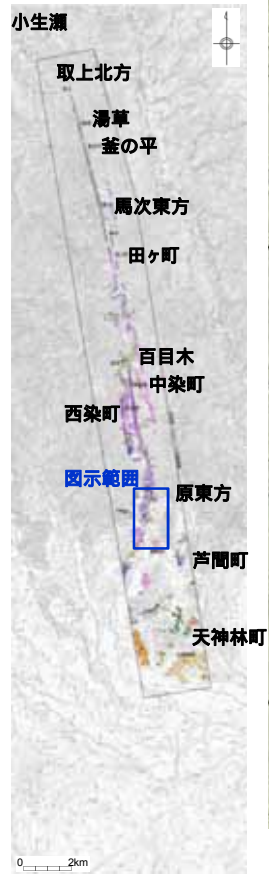 小生瀬
取上北方
湯草
釜の平
馬次東方
田ヶ町
百目木
中染町
西染町
図示範囲
原東方
芦間町
天神林町
0 2km